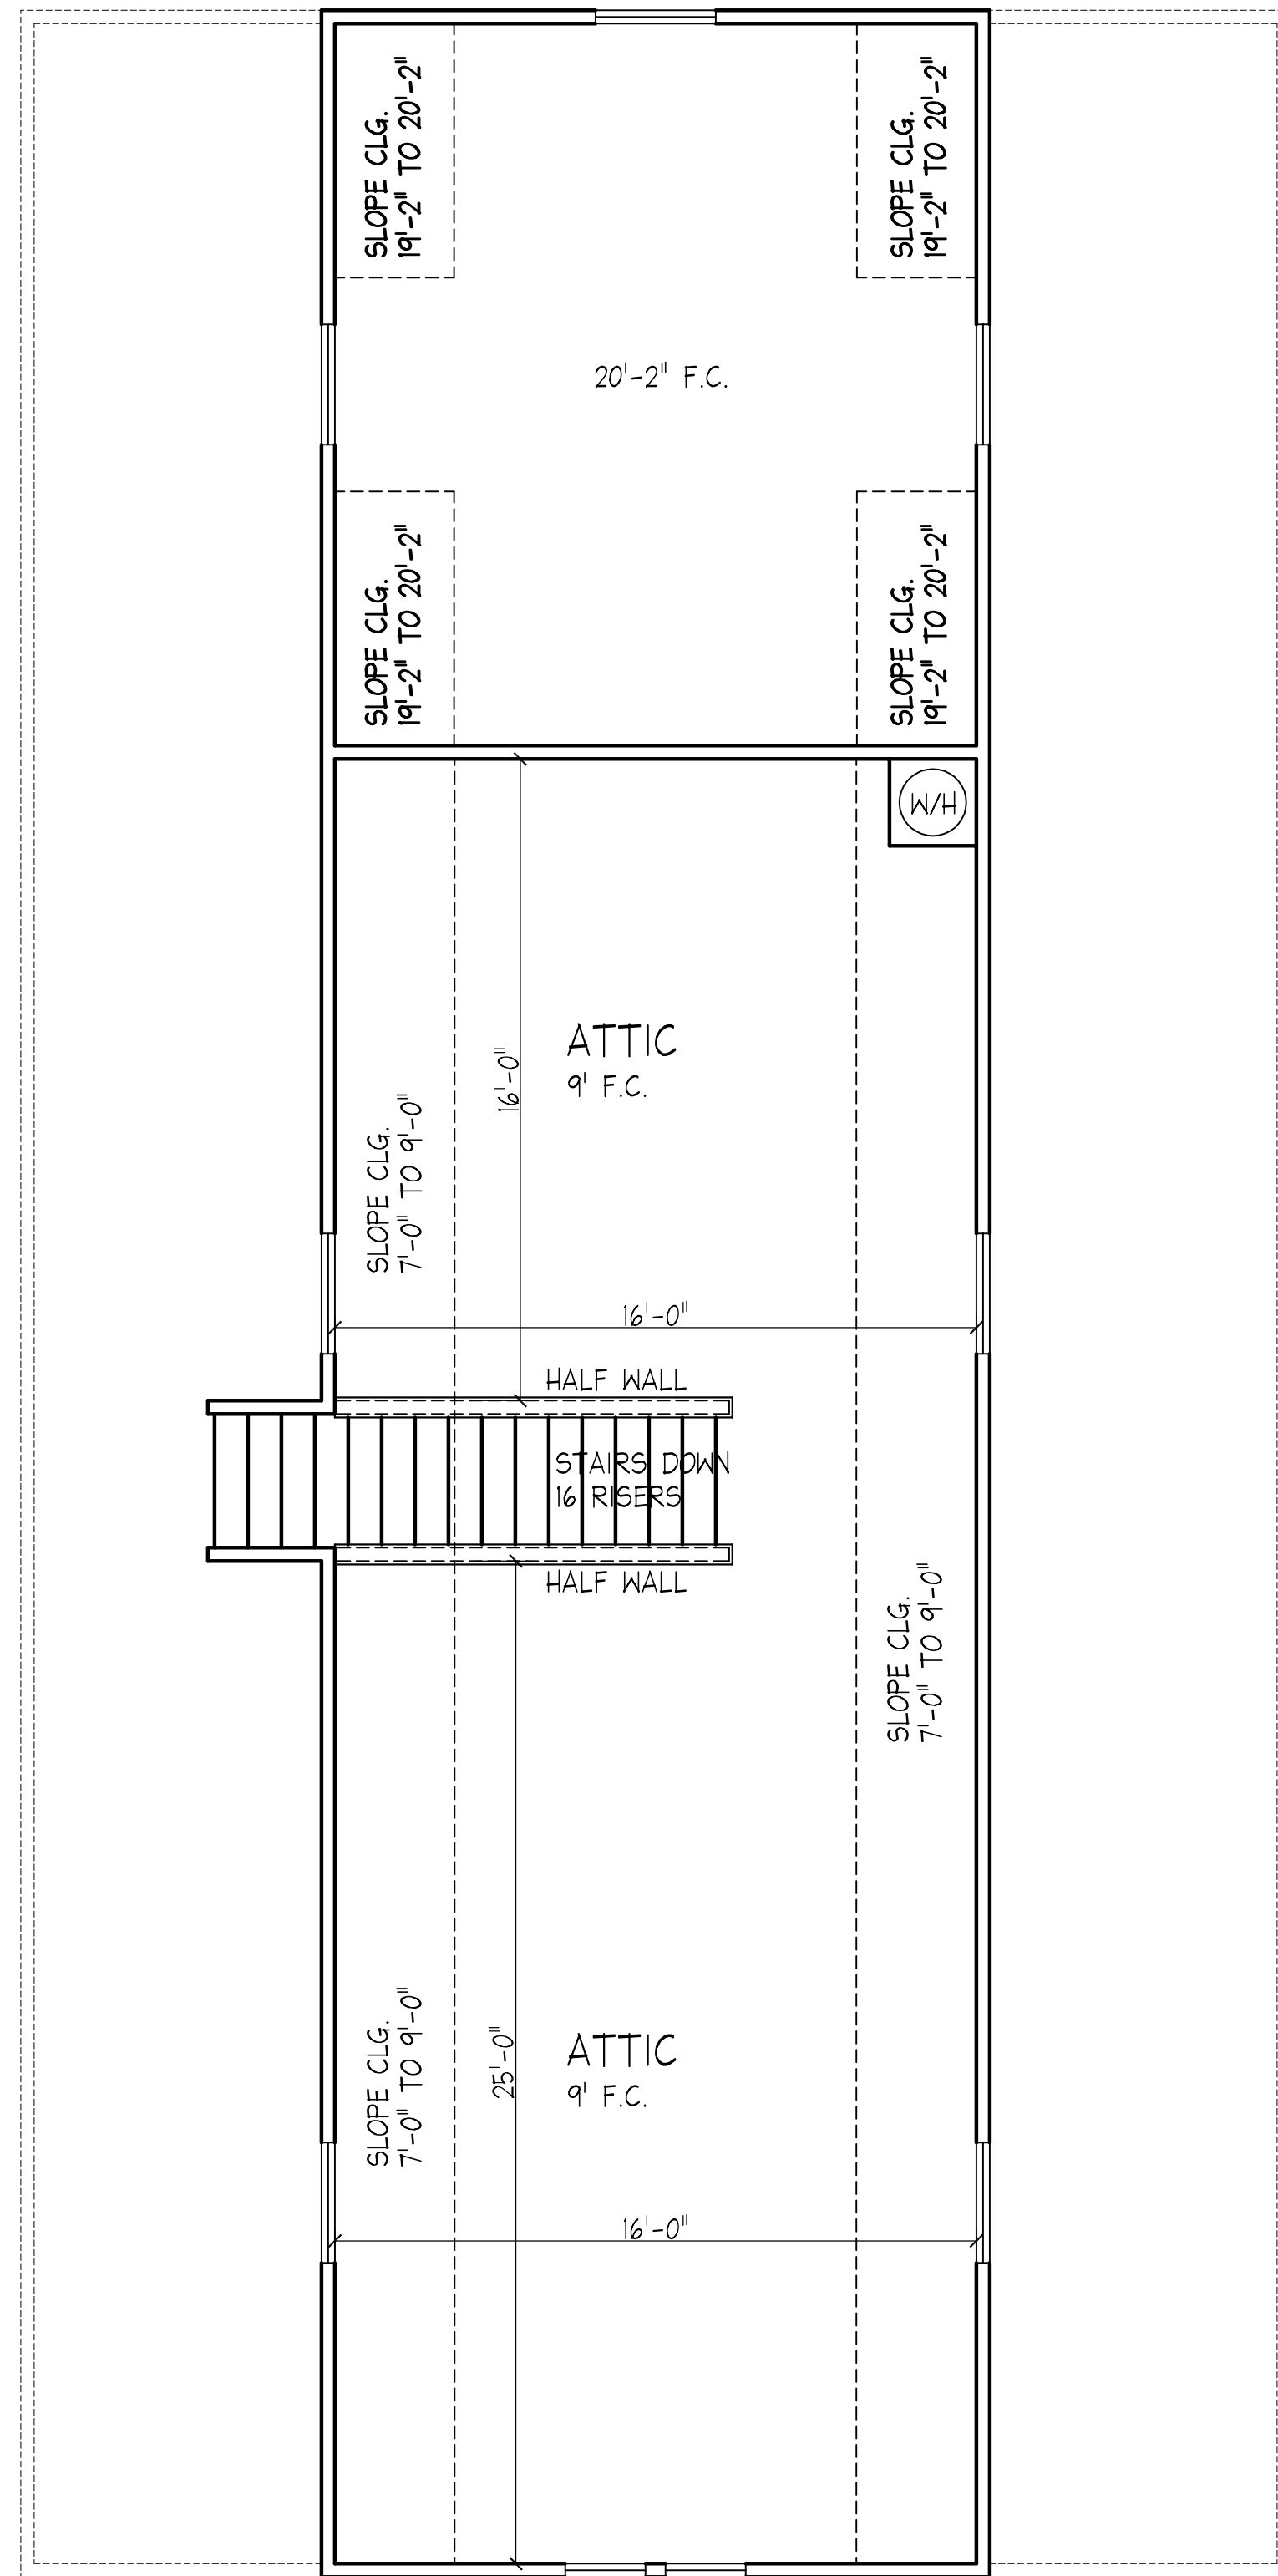 SLOPE CLG.
19'-2" TO 20'-2"
SLOPE CLG.
19'-2" TO 20'-2"
20'-2" F.C.
SLOPE CLG.
19'-2" TO 20'-2"
SLOPE CLG.
19'-2" TO 20'-2"
W/H
ATTIC
9' F.C.
16'-0"
SLOPE CLG.
7'-0" TO 9'-0"
16'-0"
HALF WALL
STAIRS DOWN
16 RISERS
HALF WALL
SLOPE CLG.
7'-0" TO 9'-0"
SLOPE CLG.
7'-0" TO 9'-0"
25'-0"
ATTIC
9' F.C.
16'-0"